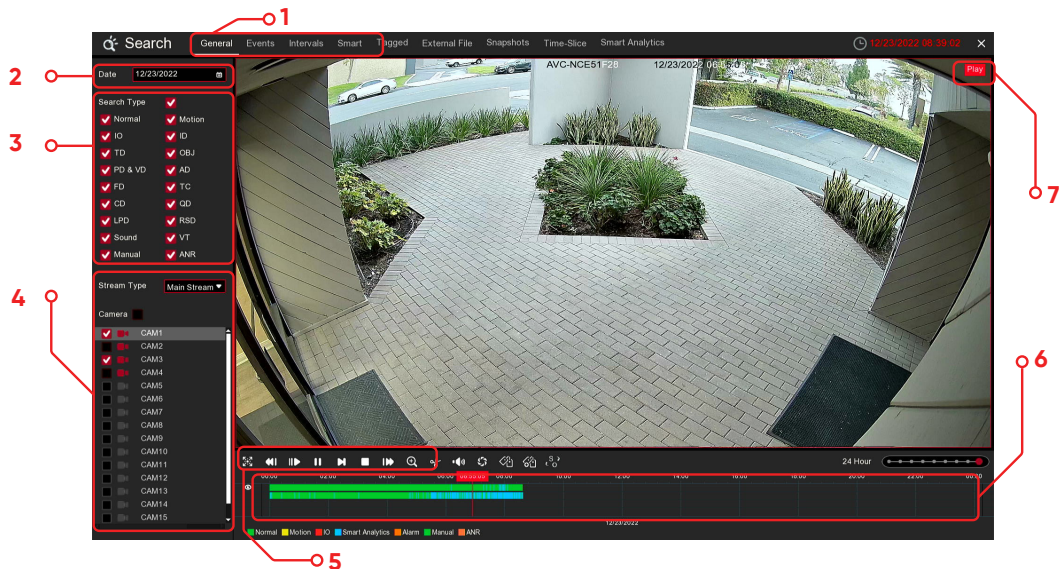 1
Search General Events Intervals Smart Tagged External File Snapshots Time-Slice Smart Analytics 12/23/2022 08:39:02
2
Date 12/23/2022
AVC-NCE51F28 12/23/2022
Play
Search Type
Normal Motion
3
IO ID
TD OBJ
PD & VD AD
7
FD TC
CD QD
LPD RSD
Sound VT
Manual ANR
4
Stream Type Main Stream
Camera
CAM1
CAM2
CAM3
6
CAM4
CAM5
CAM6
CAM7
CAM8
CAM9
CAM10
24 Hour
CAM11
00:00 02:00 04:00 06:00 08:00 10:00 12:00 14:00 16:00 18:00 20:00 22:00
CAM12
CAM13
CAM14
CAM15
12/23/2022
Normal Motion IO Smart Analytics Alarm Manual ANR
5